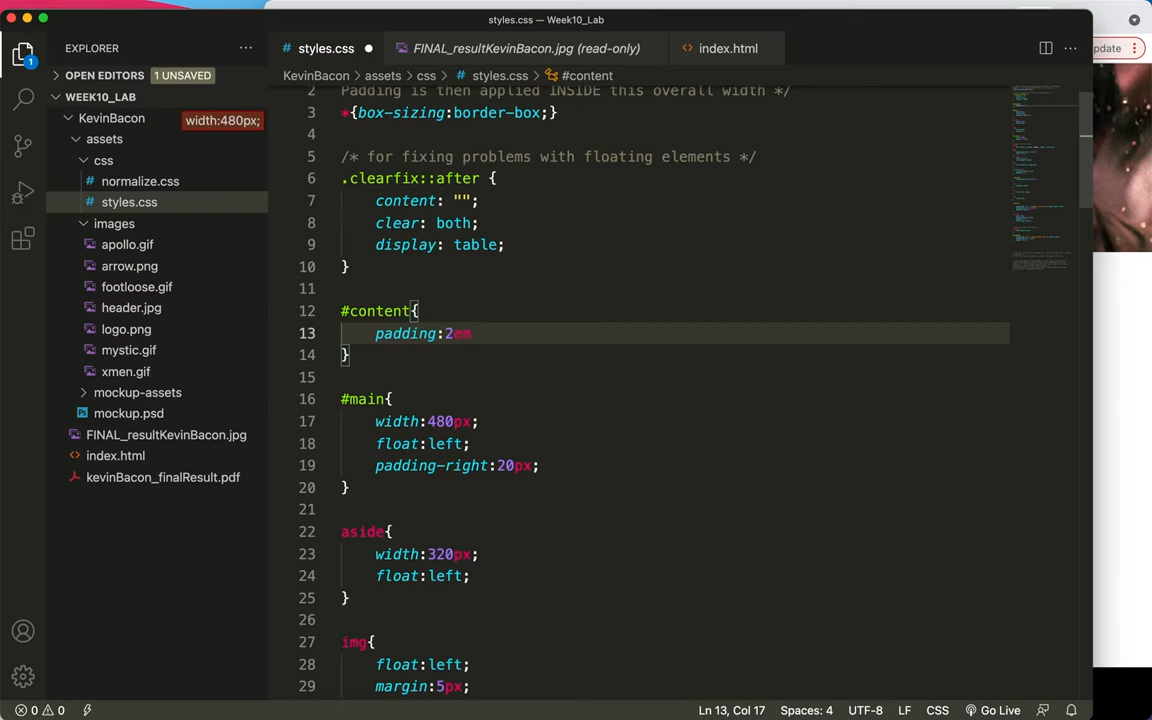 styles.css — Week10_Lab
pdate
EXPLORER
OPEN EDITORS 1 UNSAVED
WEEK10_LAB
KevinBacon
width:480px;
assets
css
# normalize.css
# styles.css
images
apollo.gif
arrow.png
footloose.gif
header.jpg
logo.png
mystic.gif
xmen.gif
mockup-assets
Ps mockup.psd
FINAL_resultKevinBacon.jpg
<> index.html
kevinBacon_finalResult.pdf
1
# styles.css
FINAL_resultKevinBacon.jpg (read-only)
<> index.html
KevinBacon > assets > css > # styles.css > #content
2 Padding is then applied INSIDE this overall width */
3 *{box-sizing:border-box;}
4
5 /* for fixing problems with floating elements */
6 .clearfix::after {
7 content: "";
8 clear: both;
9 display: table;
10 }
11
12 #content{
13 padding:2em
14 }
15
16 #main{
17 width:480px;
18 float:left;
19 padding-right:20px;
20 }
21
22 aside{
23 width:320px;
24 float:left;
25 }
26
27 img{
28 float:left;
29 margin:5px;
0 0 Ln 13, Col 17 Spaces: 4 UTF-8 LF CSS Go Live